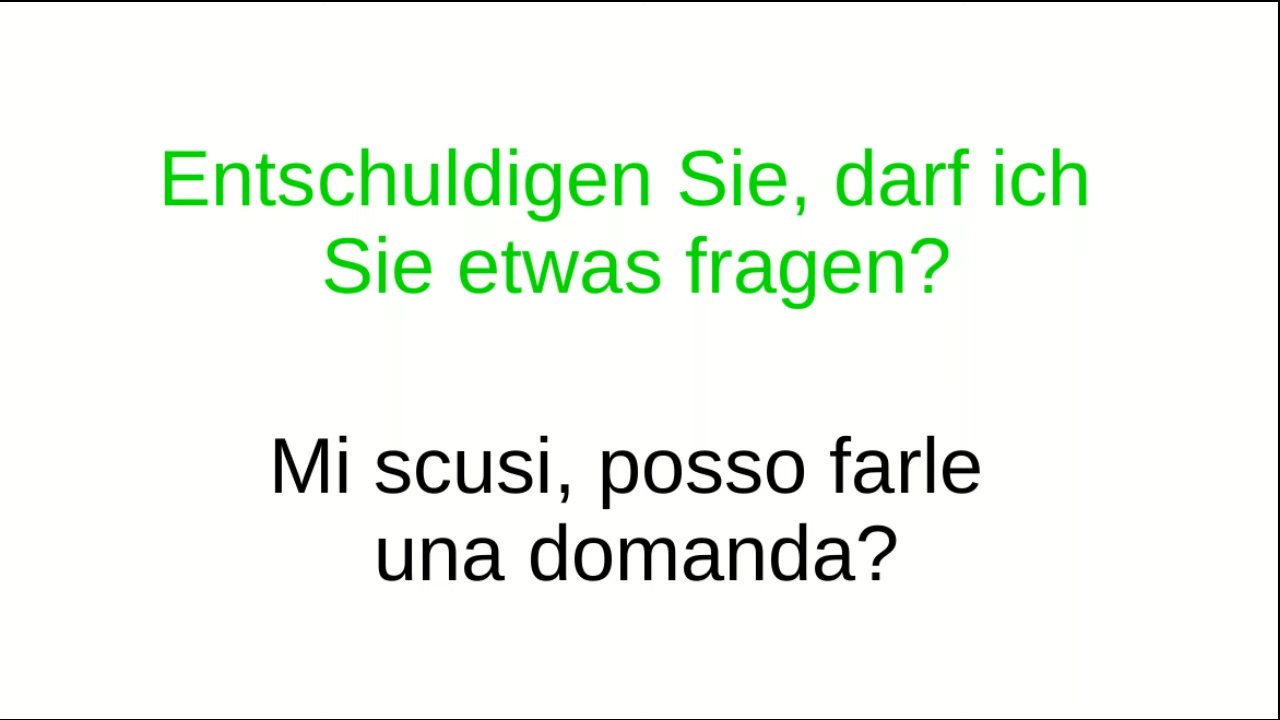 Entschuldigen Sie, darf ich
Sie etwas fragen?
Mi scusi, posso farle
una domanda?